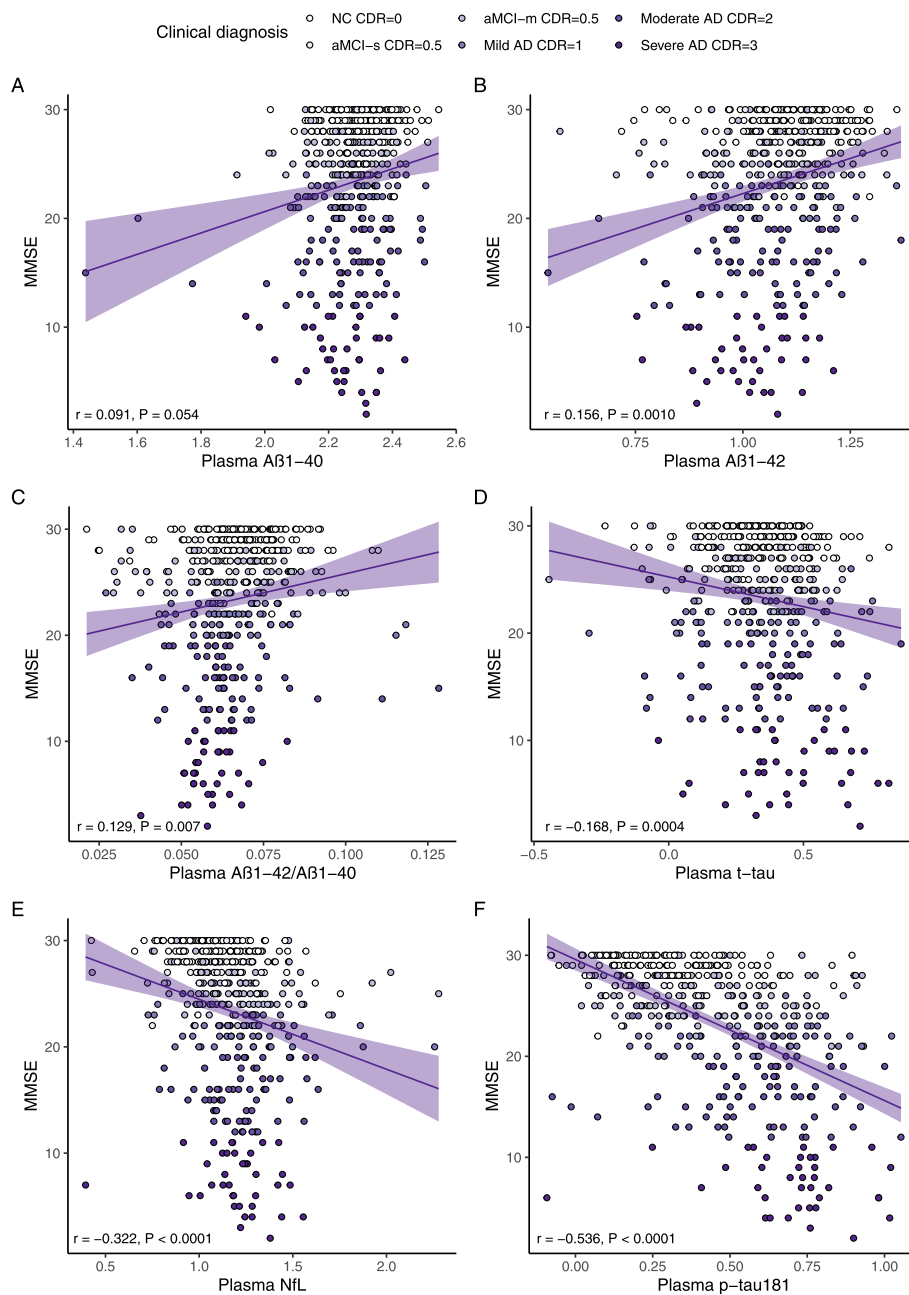 Clinical diagnosis
NC CDR=0
aMCI−m CDR=0.5
Moderate AD CDR=2
aMCI−s CDR=0.5
Mild AD CDR=1
Severe AD CDR=3
A
30
20
10
MMSE
r = 0.091, P = 0.054
1.4 1.6 1.8 2.0 2.2 2.4 2.6
Plasma Aß1−40
B
30
20
10
MMSE
r = 0.156, P = 0.0010
0.75 1.00 1.25
Plasma Aß1−42
C
30
20
10
MMSE
r = 0.129, P = 0.007
0.025 0.050 0.075 0.100 0.125
Plasma Aß1−42/Aß1−40
D
30
20
10
MMSE
r = −0.168, P = 0.0004
−0.5 0.0 0.5
Plasma t−tau
E
30
20
10
MMSE
r = −0.322, P < 0.0001
0.5 1.0 1.5 2.0
Plasma NfL
F
30
20
10
MMSE
r = −0.536, P < 0.0001
0.00 0.25 0.50 0.75 1.00
Plasma p−tau181